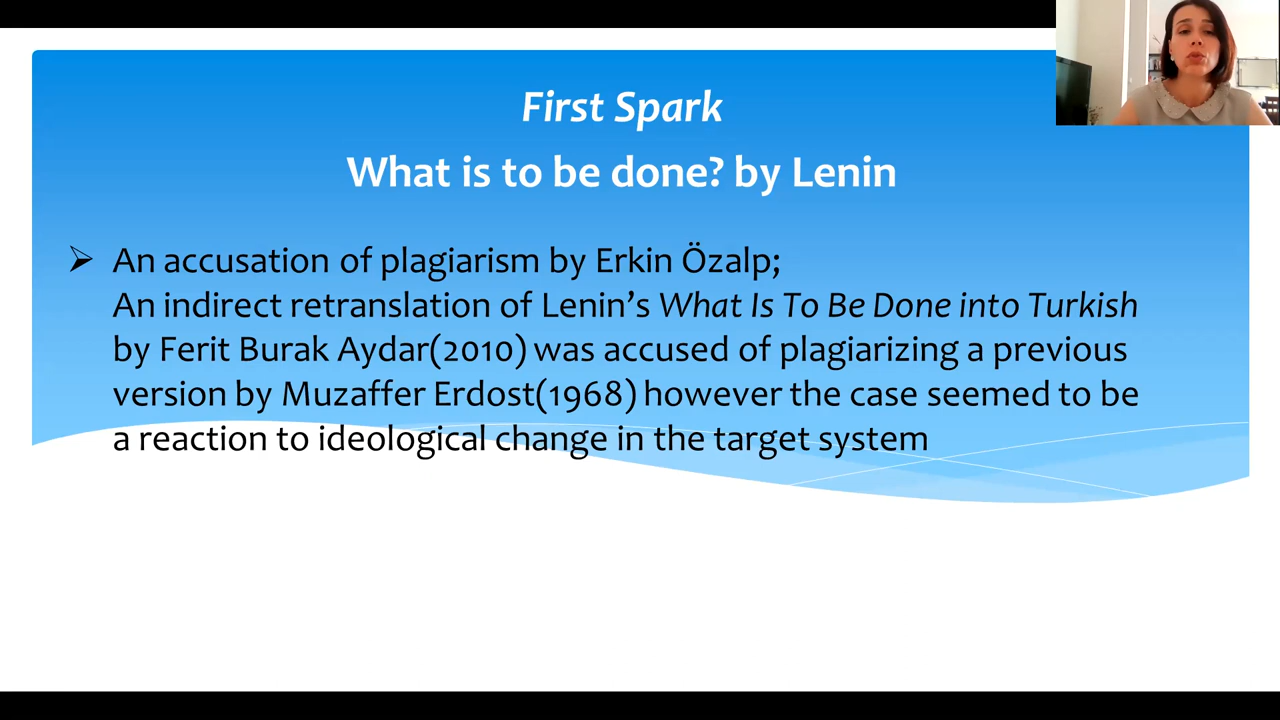 First Spark
What is to be done? by Lenin
➢ An accusation of plagiarism by Erkin Özalp;
An indirect retranslation of Lenin’s What Is To Be Done into Turkish
by Ferit Burak Aydar(2010) was accused of plagiarizing a previous
version by Muzaffer Erdost(1968) however the case seemed to be
a reaction to ideological change in the target system